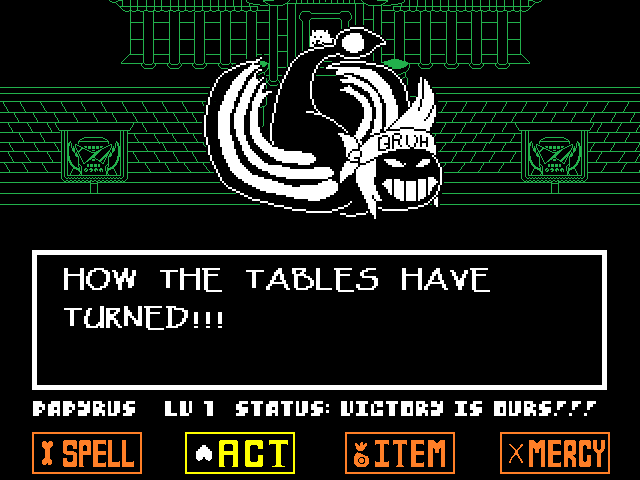 BRUH
HOW THE TABLES HAVE
TURNED!!!
PAPYRUS LV 1 STATUS: VICTORY IS OURS!!!
SPELL ACT ITEM MERCY